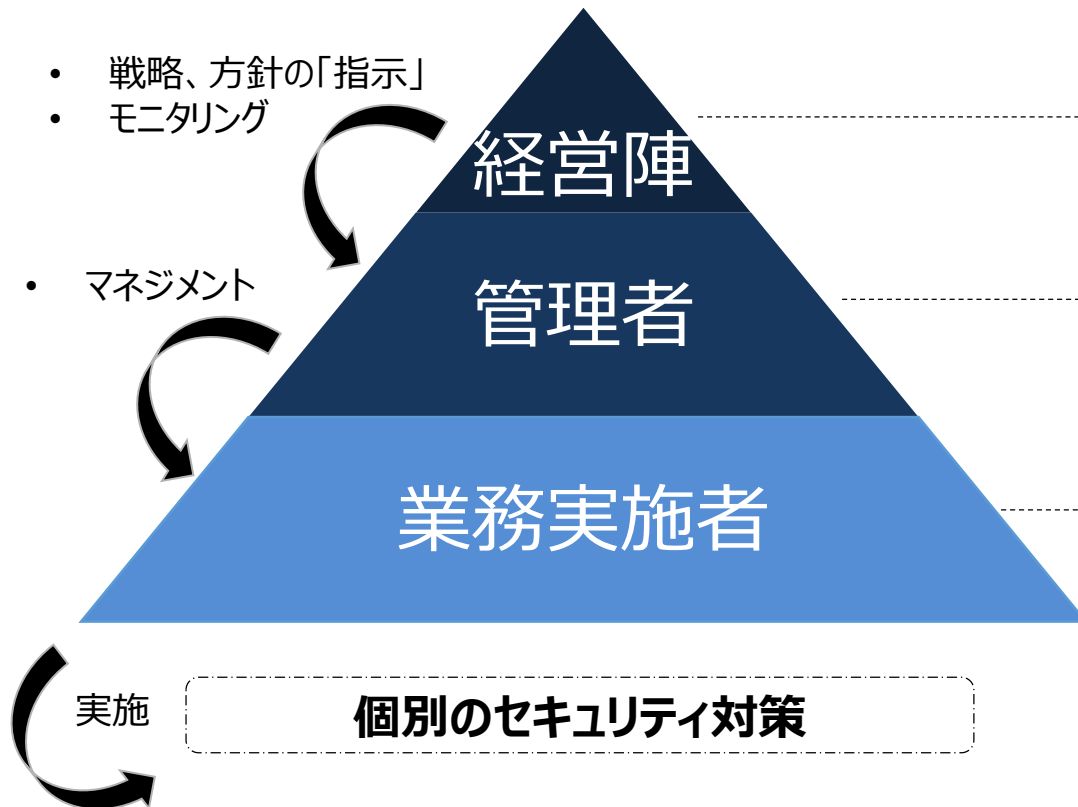 • 戦略、方針の「指示」
• モニタリング
経営陣
• マネジメント
管理者
業務実施者
実施
個別のセキュリティ対策